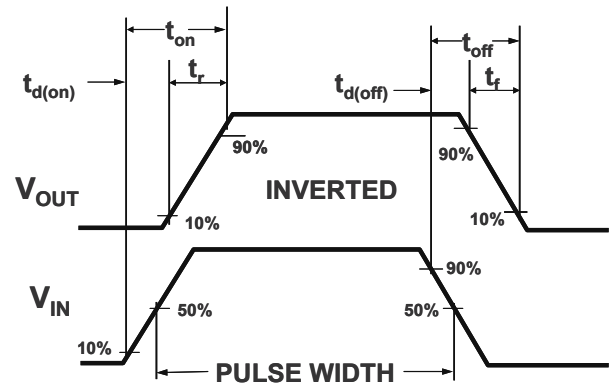 t_on
t_off
t_d(on)
t_r
t_d(off)
t_f
90%
90%
V_OUT
INVERTED
10%
10%
90%
V_IN
50%
50%
10%
PULSE WIDTH